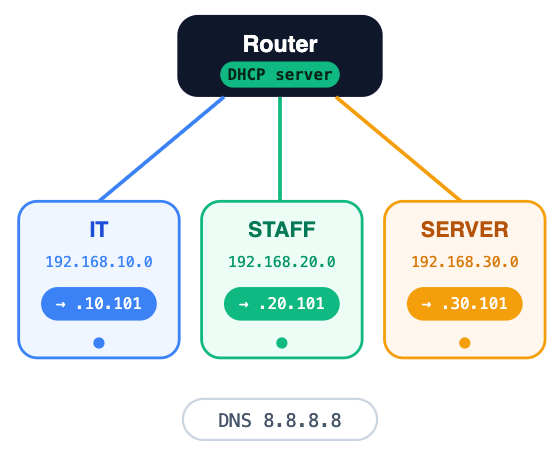 Router
DHCP server
IT
192.168.10.0
→ .10.101
STAFF
192.168.20.0
→ .20.101
SERVER
192.168.30.0
→ .30.101
DNS 8.8.8.8